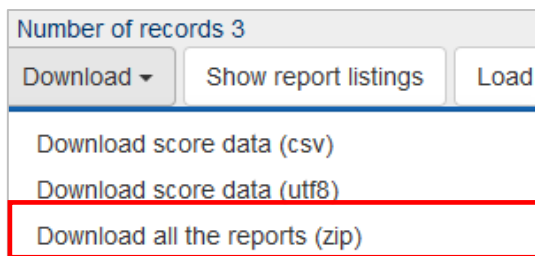 Number of records 3
Download Show report listings Load
Download score data (csv)
Download score data (utf8)
Download all the reports (zip)